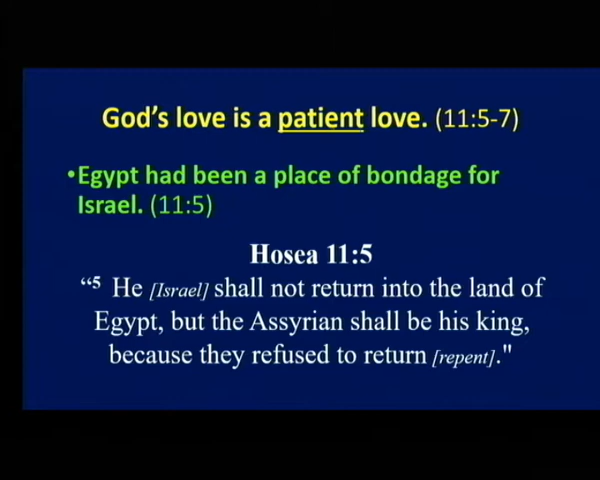 God's love is a patient love. (11:5-7)
•Egypt had been a place of bondage for
Israel. (11:5)
Hosea 11:5
“5 He [Israel] shall not return into the land of
Egypt, but the Assyrian shall be his king,
because they refused to return [repent]."